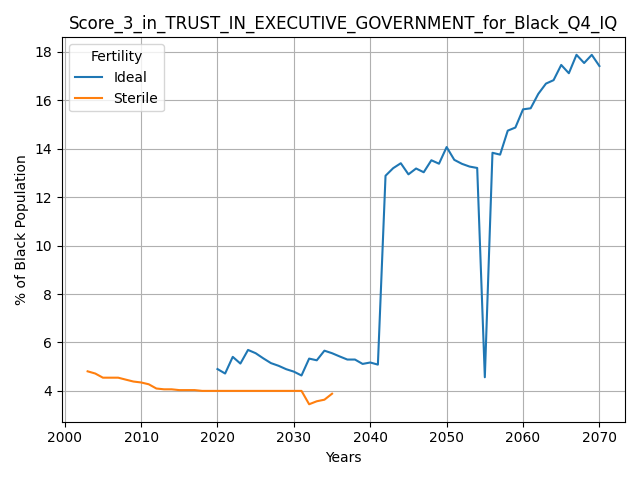 Score_3_in_TRUST_IN_EXECUTIVE_GOVERNMENT_for_Black_Q4_IQ
Fertility
Ideal
Sterile
% of Black Population
18
16
14
12
10
8
6
4
2000 2010 2020 2030 2040 2050 2060 2070
Years